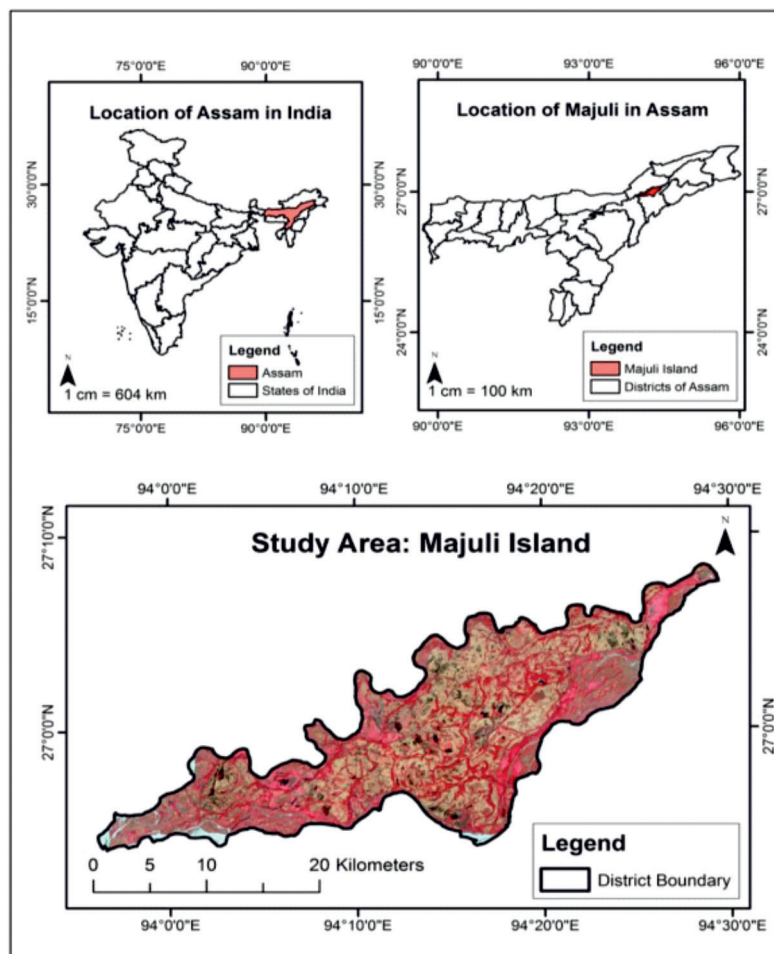 75°0'0"E 90°0'0"E
Location of Assam in India
30°0'0"N
15°0'0"N
30°0'0"N
15°0'0"N
N
1 cm = 604 km
Legend
Assam
States of India
75°0'0"E 90°0'0"E
90°0'0"E 93°0'0"E 96°0'0"E
Location of Majuli in Assam
27°0'0"N
24°0'0"N
27°0'0"N
24°0'0"N
N
1 cm = 100 km
Legend
Majuli Island
Districts of Assam
90°0'0"E 93°0'0"E 96°0'0"E
94°0'0"E 94°10'0"E 94°20'0"E 94°30'0"E
Study Area: Majuli Island
N
27°10'0"N
27°0'0"N
27°0'0"N
0 5 10 20 Kilometers
Legend
District Boundary
94°0'0"E 94°10'0"E 94°20'0"E 94°30'0"E